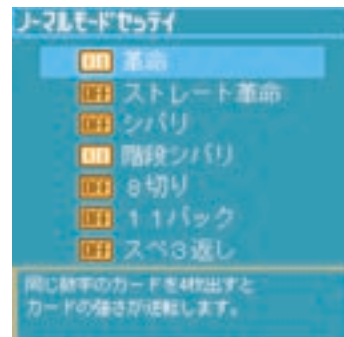 ノーマルモードセッテイ
ON 革命
OFF ストレート革命
OFF シバリ
ON 階段シバリ
OFF 8切り
OFF 11バック
OFF スペ3返し
同じ数字のカードを4枚出すと
カードの強さが逆転します。